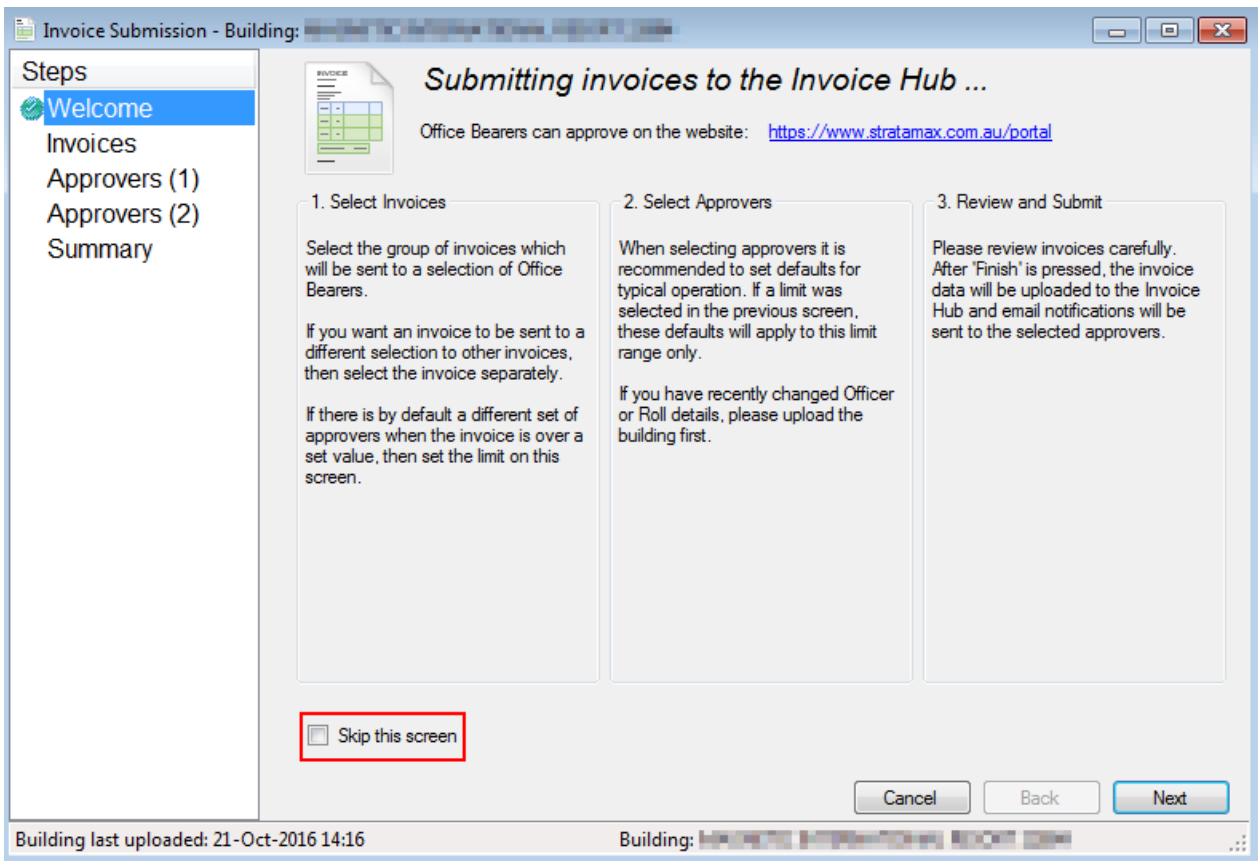 Invoice Submission - Building:
Steps
Welcome
Invoices
Approvers (1)
Approvers (2)
Summary
INVOICE
Submitting invoices to the Invoice Hub ...
Office Bearers can approve on the website: https://www.stratamax.com.au/portal
1. Select Invoices
Select the group of invoices which
will be sent to a selection of Office
Bearers.
If you want an invoice to be sent to a
different selection to other invoices,
then select the invoice separately.
If there is by default a different set of
approvers when the invoice is over a
set value, then set the limit on this
screen.
2. Select Approvers
When selecting approvers it is
recommended to set defaults for
typical operation. If a limit was
selected in the previous screen,
these defaults will apply to this limit
range only.
If you have recently changed Officer
or Roll details, please upload the
building first.
3. Review and Submit
Please review invoices carefully.
After 'Finish' is pressed, the invoice
data will be uploaded to the Invoice
Hub and email notifications will be
sent to the selected approvers.
Skip this screen
Cancel
Back
Next
Building last uploaded: 21-Oct-2016 14:16
Building: